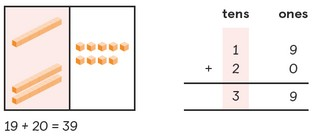 tens ones
1 9
+ 2 0
3 9
19 + 20 = 39